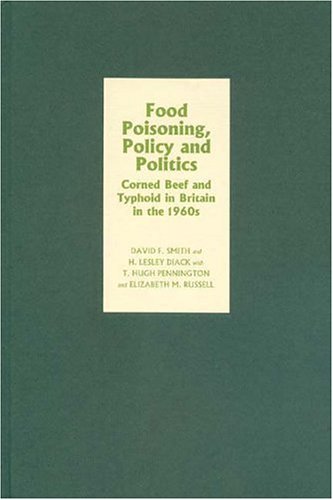 Food
Poisoning,
Policy and
Politics
Corned Beef and
Typhoid in Britain
in the 1960s
DAVID F. SMITH and
H. LESLEY DIACK with
T. HUGH PENNINGTON
and ELIZABETH M. RUSSELL